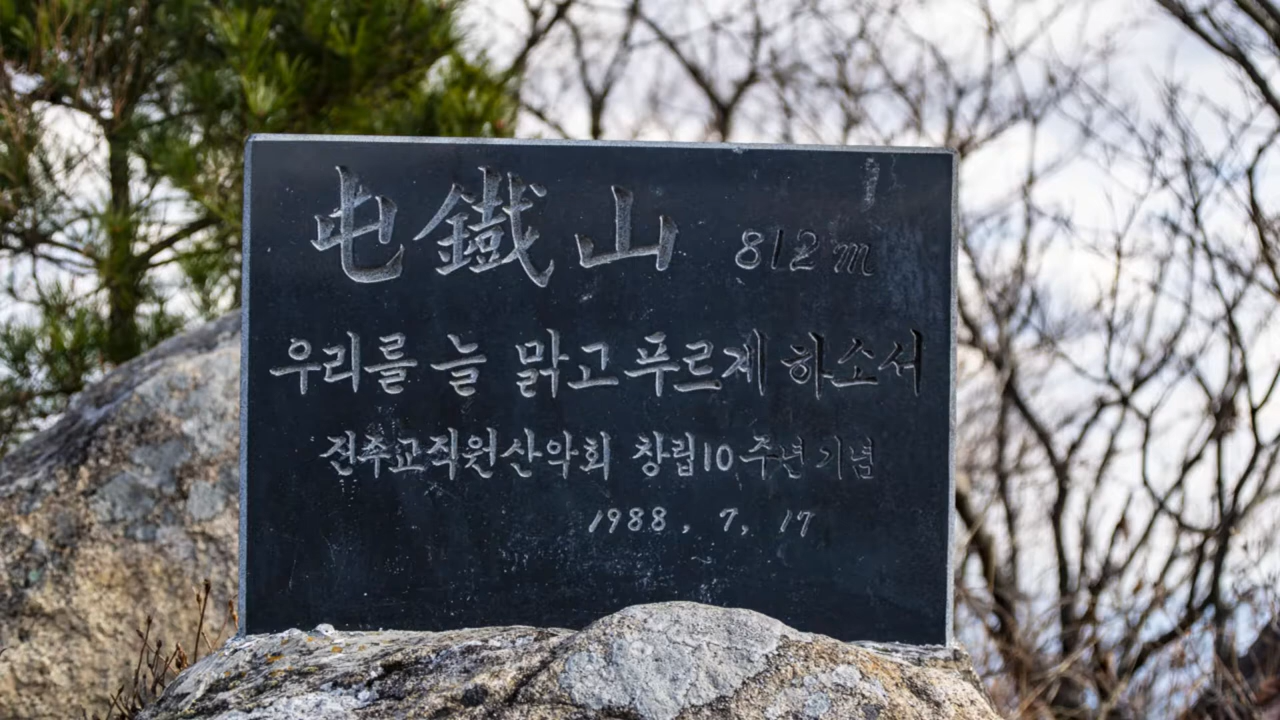 屯鐵山 812m
우리를 늘 맑고 푸르게 하소서
진주교직원산악회 창립10주년기념
1988. 7. 17